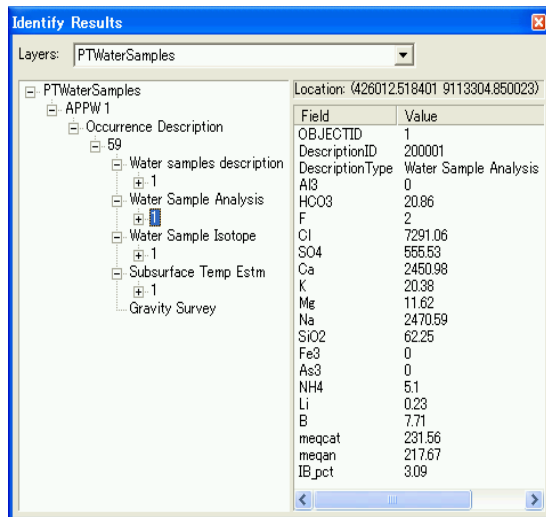 Identify Results
Layers: PTWaterSamples
PTWaterSamples
APPW 1
Occurrence Description
59
Water samples description
1
Water Sample Analysis
1
Water Sample Isotope
1
Subsurface Temp Estm
1
Gravity Survey
Location: (426012.518401 9113304.850023)
Field Value
OBJECTID 1
DescriptionID 200001
DescriptionType Water Sample Analysis
Al3 0
HCO3 20.86
F 2
Cl 7291.06
SO4 555.53
Ca 2450.98
K 20.38
Mg 11.62
Na 2470.59
SiO2 62.25
Fe3 0
As3 0
NH4 5.1
Li 0.23
B 7.71
meqcat 231.56
meqan 217.67
IB_pct 3.09